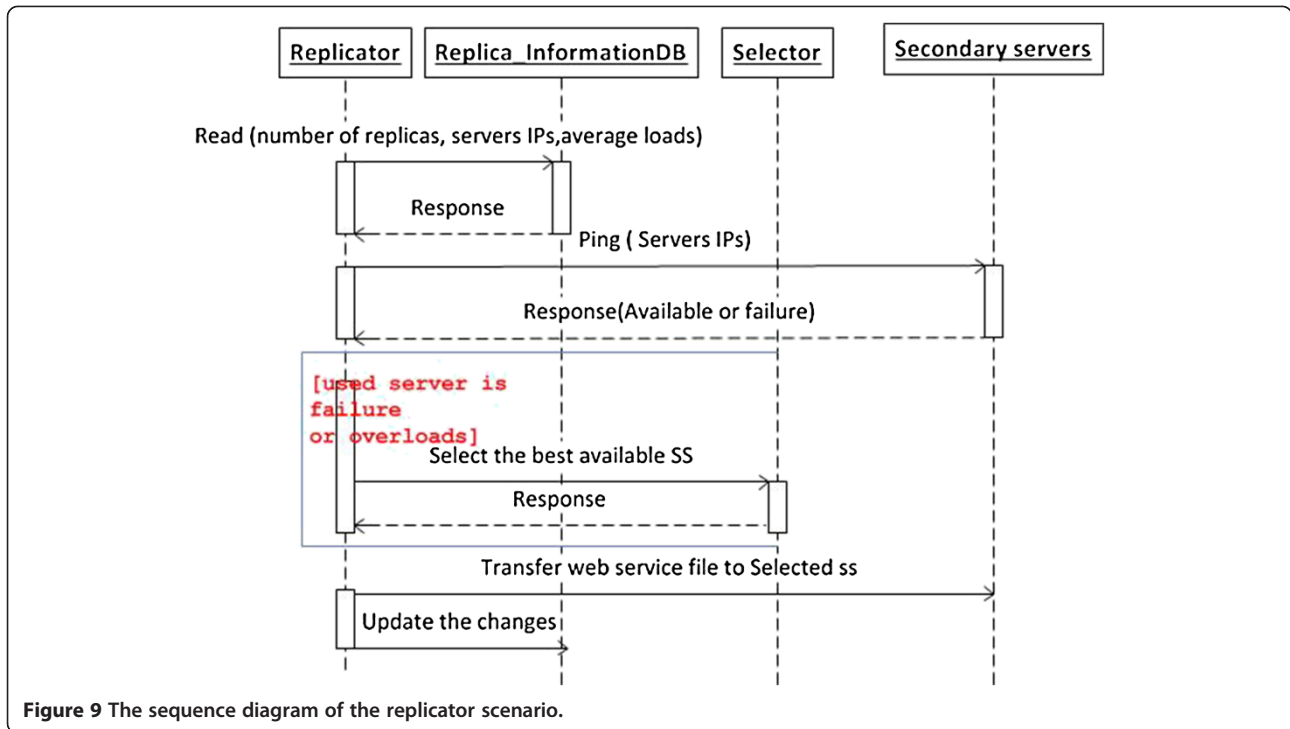 Replicator
Replica_InformationDB
Selector
Secondary servers
Read (number of replicas, servers IPs,average loads)
Response
Ping ( Servers IPs)
Response(Available or failure)
[used server is
failure
or overloads]
Select the best available SS
Response
Transfer web service file to Selected ss
Update the changes
Figure 9 The sequence diagram of the replicator scenario.